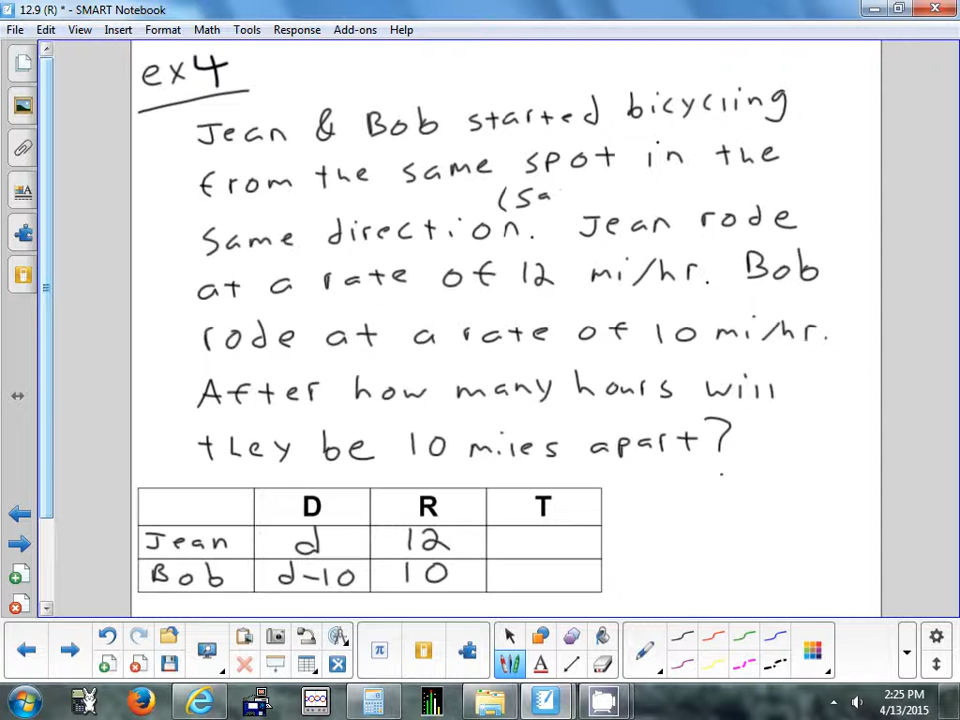 12.9 (R) * - SMART Notebook
File Edit View Insert Format Math Tools Response Add-ons Help
ex4
Jean & Bob started bicycling
from the same spot in the
(sa
same direction. Jean rode
at a rate of 12 mi/hr. Bob
rode at a rate of 10 mi/hr.
After how many hours will
they be 10 miles apart?
D R T
Jean d 12
Bob d-10 10
2:25 PM
4/13/2015